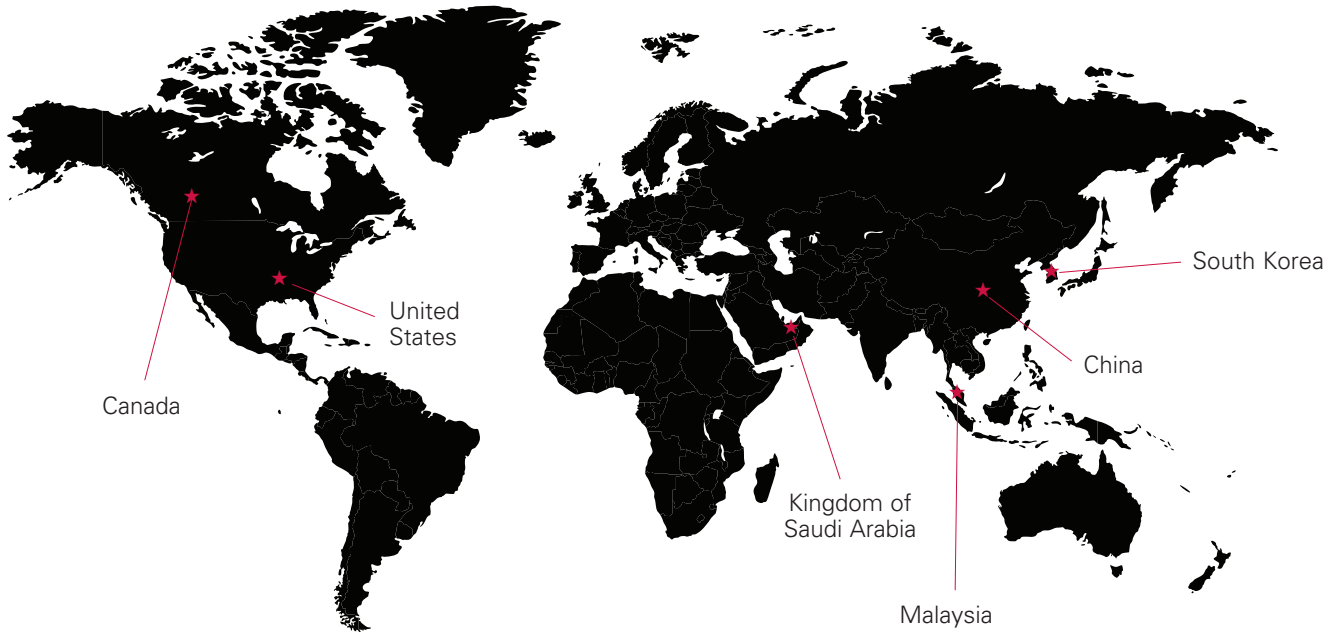 South Korea
United
States
China
Canada
Kingdom of
Saudi Arabia
Malaysia